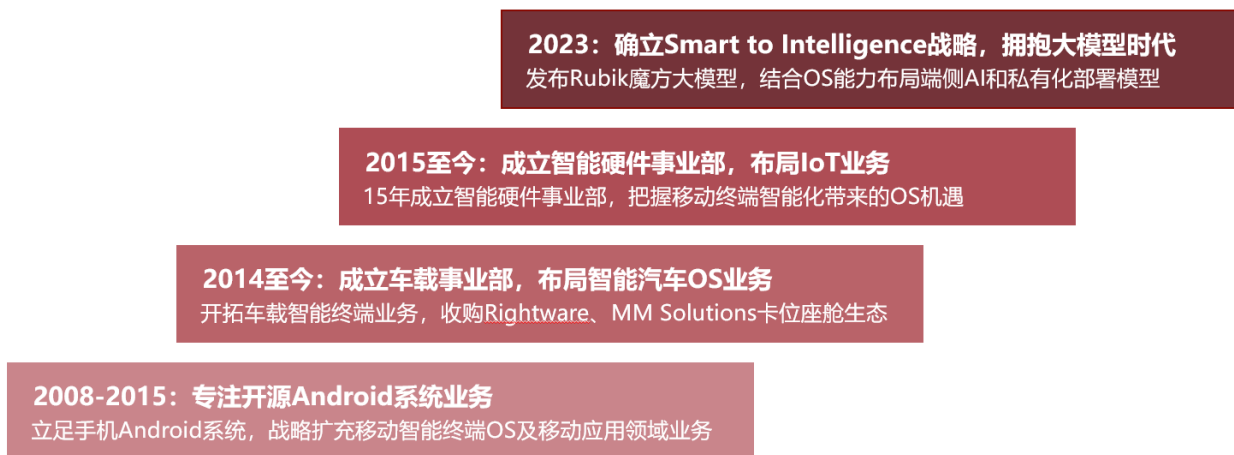 2023：确立Smart to Intelligence战略，拥抱大模型时代
发布Rubik魔方大模型，结合OS能力布局端侧AI和私有化部署模型
2015至今：成立智能硬件事业部，布局IoT业务
15年成立智能硬件事业部，把握移动终端智能化带来的OS机遇
2014至今：成立车载事业部，布局智能汽车OS业务
开拓车载智能终端业务，收购Rightware、MM Solutions卡位座舱生态
2008-2015：专注开源Android系统业务
立足手机Android系统，战略扩充移动智能终端OS及移动应用领域业务